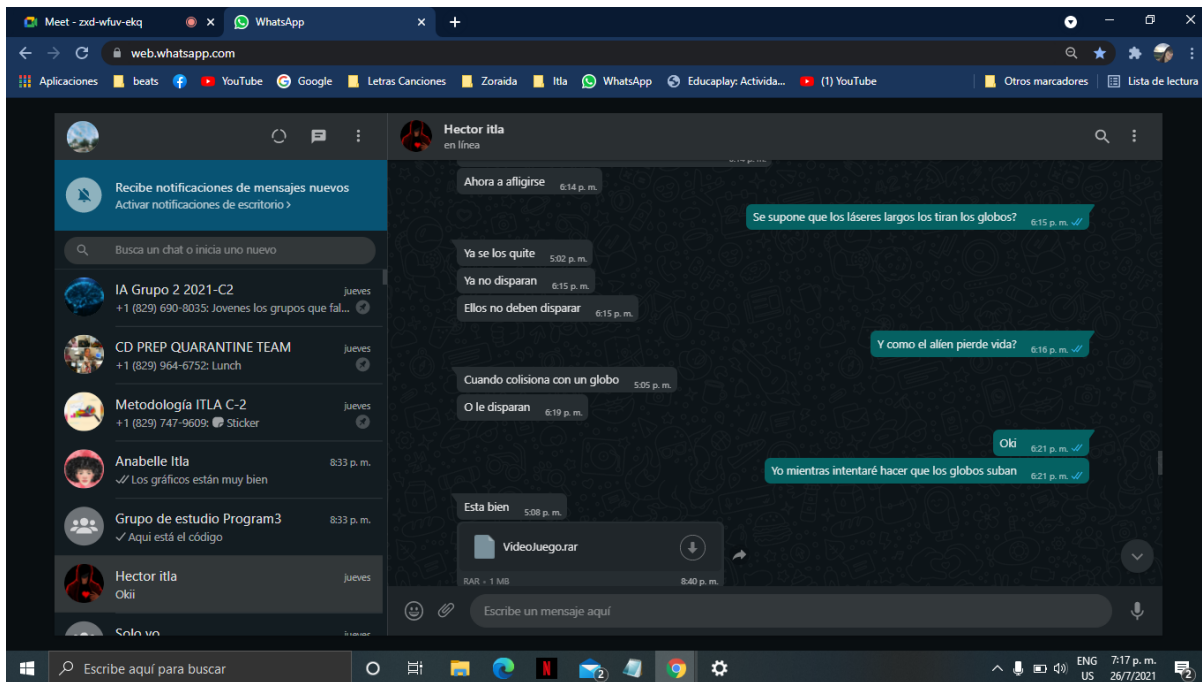 Meet - zxd-wfuv-ekq
WhatsApp
web.whatsapp.com
Aplicaciones
beats
YouTube
Google
Letras Canciones
Zoraida
Itla
WhatsApp
Educaplay: Activida...
(1) YouTube
Otros marcadores
Lista de lectura
Recibe notificaciones de mensajes nuevos
Activar notificaciones de escritorio >
Busca un chat o inicia uno nuevo
IA Grupo 2 2021-C2
jueves
+1 (829) 690-8035: Jovenes los grupos que fal...
CD PREP QUARANTINE TEAM
jueves
+1 (829) 964-6752: Lunch
Metodología ITLA C-2
jueves
+1 (829) 747-9609: Sticker
Anabelle Itla
8:33 p. m.
Los gráficos están muy bien
Grupo de estudio Program3
8:33 p. m.
Aqui está el código
Hector itla
jueves
Okii
Solo yo
jueves
Hector itla
en línea
Ahora a afligirse 6:14 p. m.
Se supone que los láseres largos los tiran los globos? 6:15 p. m.
Ya se los quite 5:02 p. m.
Ya no disparan 6:15 p. m.
Ellos no deben disparar 6:15 p. m.
Y como el alíen pierde vida? 6:16 p. m.
Cuando colisiona con un globo 5:05 p. m.
O le disparan 6:19 p. m.
Oki 6:21 p. m.
Yo mientras intentaré hacer que los globos suban 6:21 p. m.
Esta bien 5:08 p. m.
VideoJuego.rar
RAR • 1 MB
8:40 p. m.
Escribe un mensaje aquí
Escribe aquí para buscar
N
2
ENG
US
7:17 p. m.
26/7/2021
2